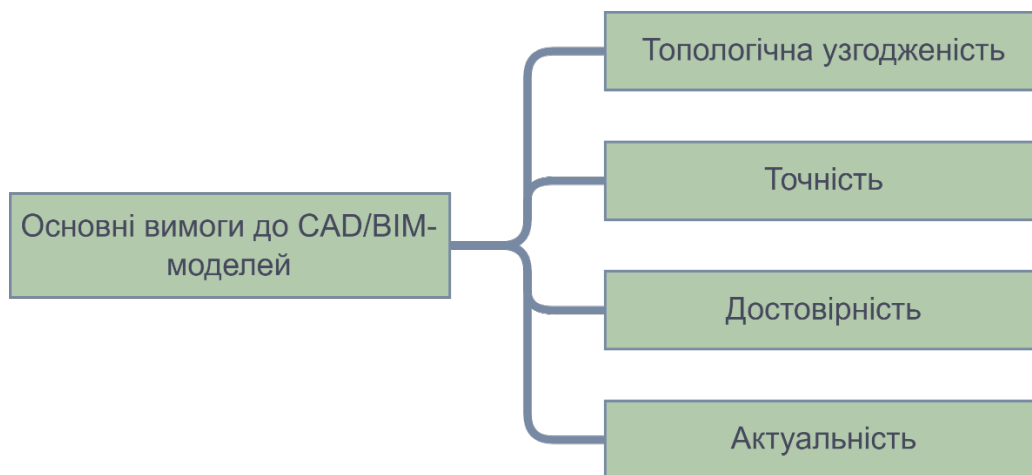 Топологічна узгодженість
Точність
Основні вимоги до CAD/BIM-
моделей
Достовірність
Актуальність